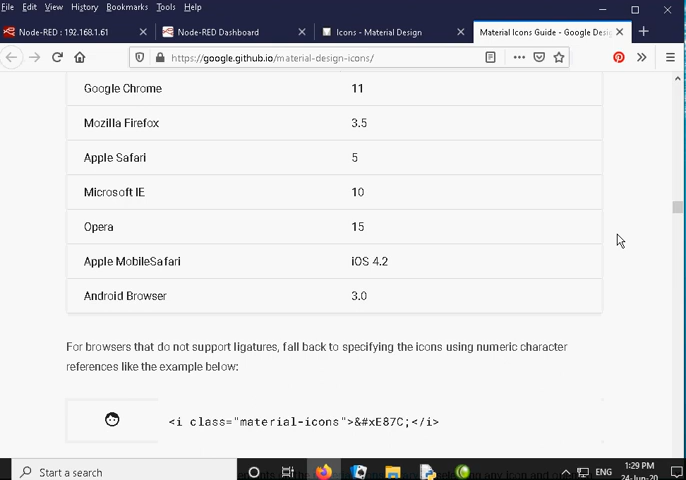 File Edit View History Bookmarks Tools Help
Node-RED : 192.168.1.61
Node-RED Dashboard
Icons - Material Design
Material Icons Guide - Google Desi
https://google.github.io/material-design-icons/
Google Chrome 11
Mozilla Firefox 3.5
Apple Safari 5
Microsoft IE 10
Opera 15
Apple MobileSafari iOS 4.2
Android Browser 3.0
For browsers that do not support ligatures, fall back to specifying the icons using numeric character
references like the example below:
<i class="material-icons">&#xE87C;</i>
Start a search
ENG
1:29 PM
24-Jun-20